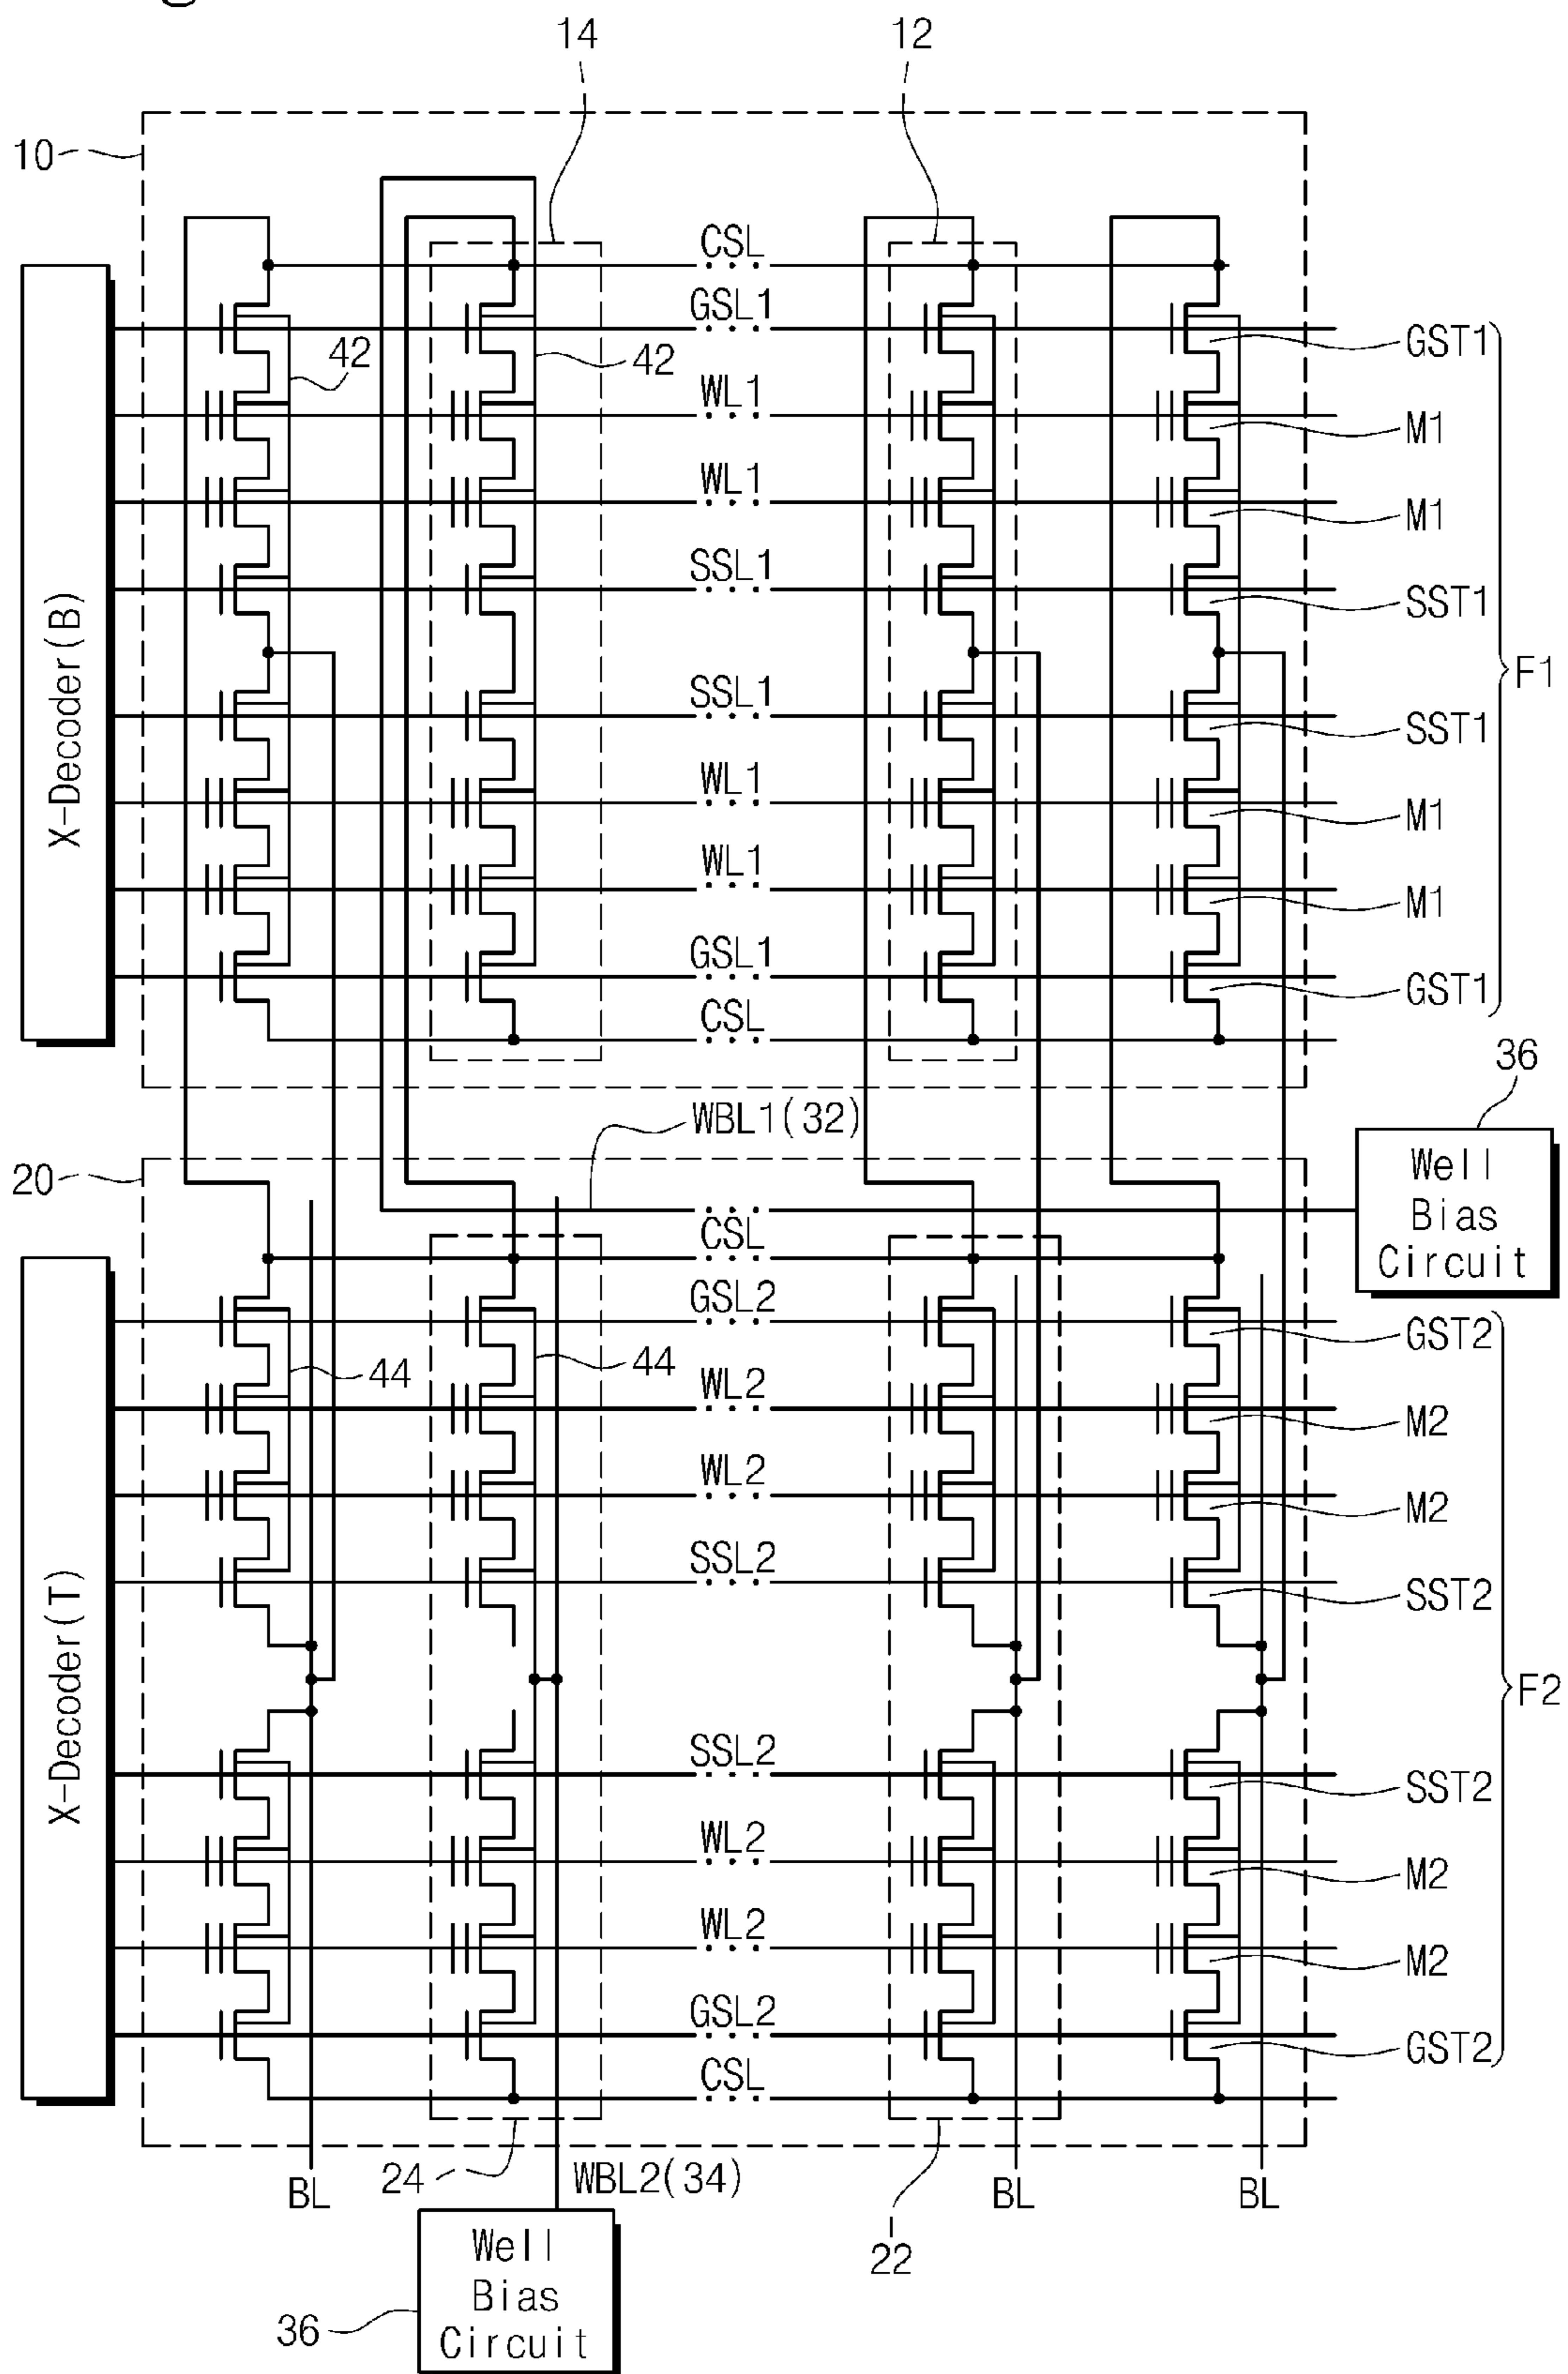 14 12
10
CSL
GSL1 GST1
42 42
WL1 M1
WL1 M1
SSL1 SST1
X-Decoder(B)
F1
SSL1 SST1
WL1 M1
WL1 M1
GSL1 GST1
CSL
36
WBL1(32)
20
Well
Bias
Circuit
CSL
GSL2 GST2
44 44
WL2 M2
WL2 M2
SSL2 SST2
X-Decoder(T)
F2
SSL2 SST2
WL2 M2
WL2 M2
GSL2 GST2
CSL
24 WBL2(34)
BL BL BL
22
Well
Bias
Circuit
36